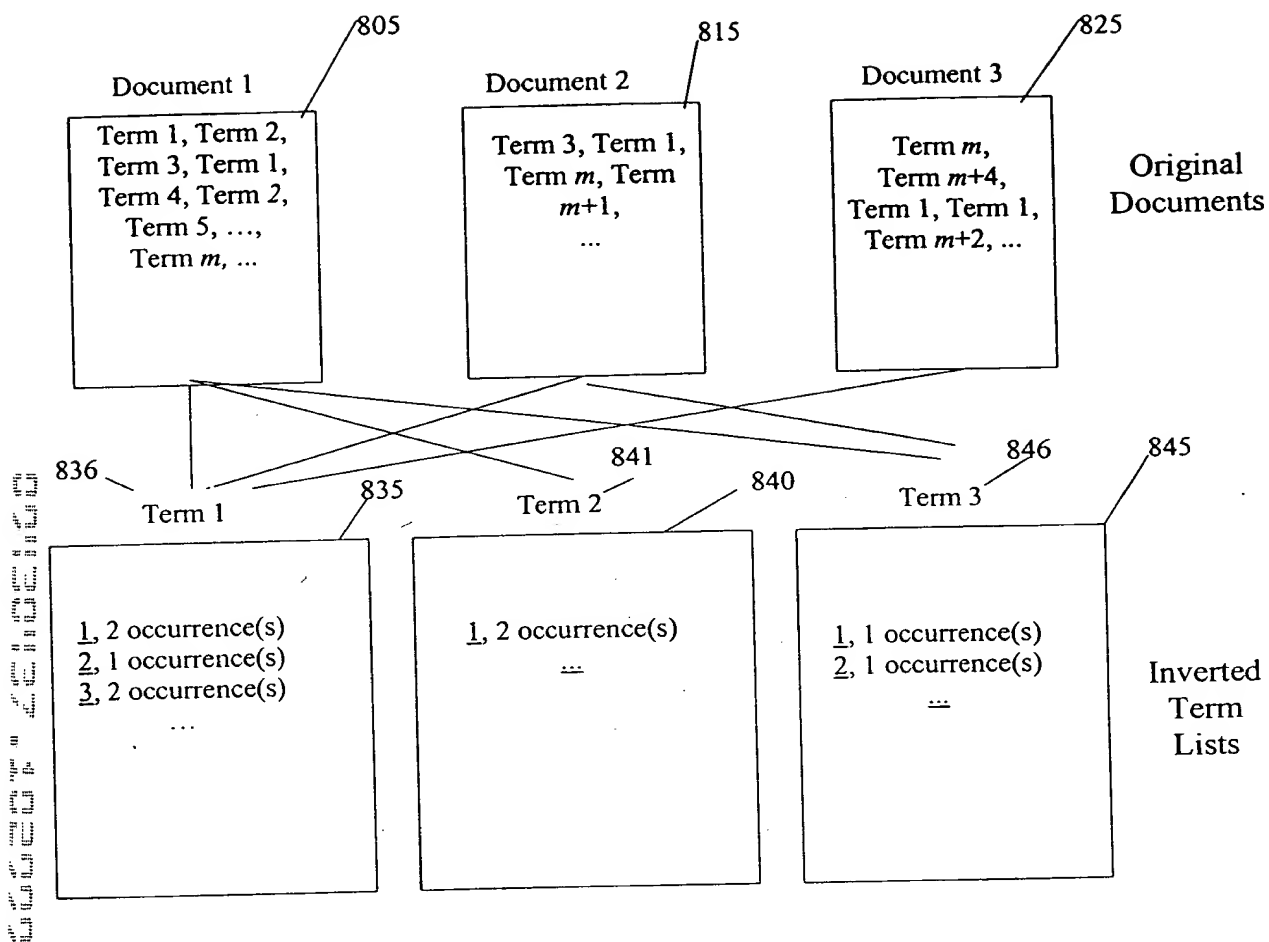 805
815
825
Document 1
Document 2
Document 3
Term 1, Term 2,
Term 3, Term 1,
Term 4, Term 2,
Term 5, ...,
Term m, ...
Term 3, Term 1,
Term m, Term
m+1,
...
Term m,
Term m+4,
Term 1, Term 1,
Term m+2, ...
Original
Documents
836
Term 1
835
841
Term 2
840
846
Term 3
845
1, 2 occurrence(s)
2, 1 occurrence(s)
3, 2 occurrence(s)
...
1, 2 occurrence(s)
...
1, 1 occurrence(s)
2, 1 occurrence(s)
...
Inverted
Term
Lists